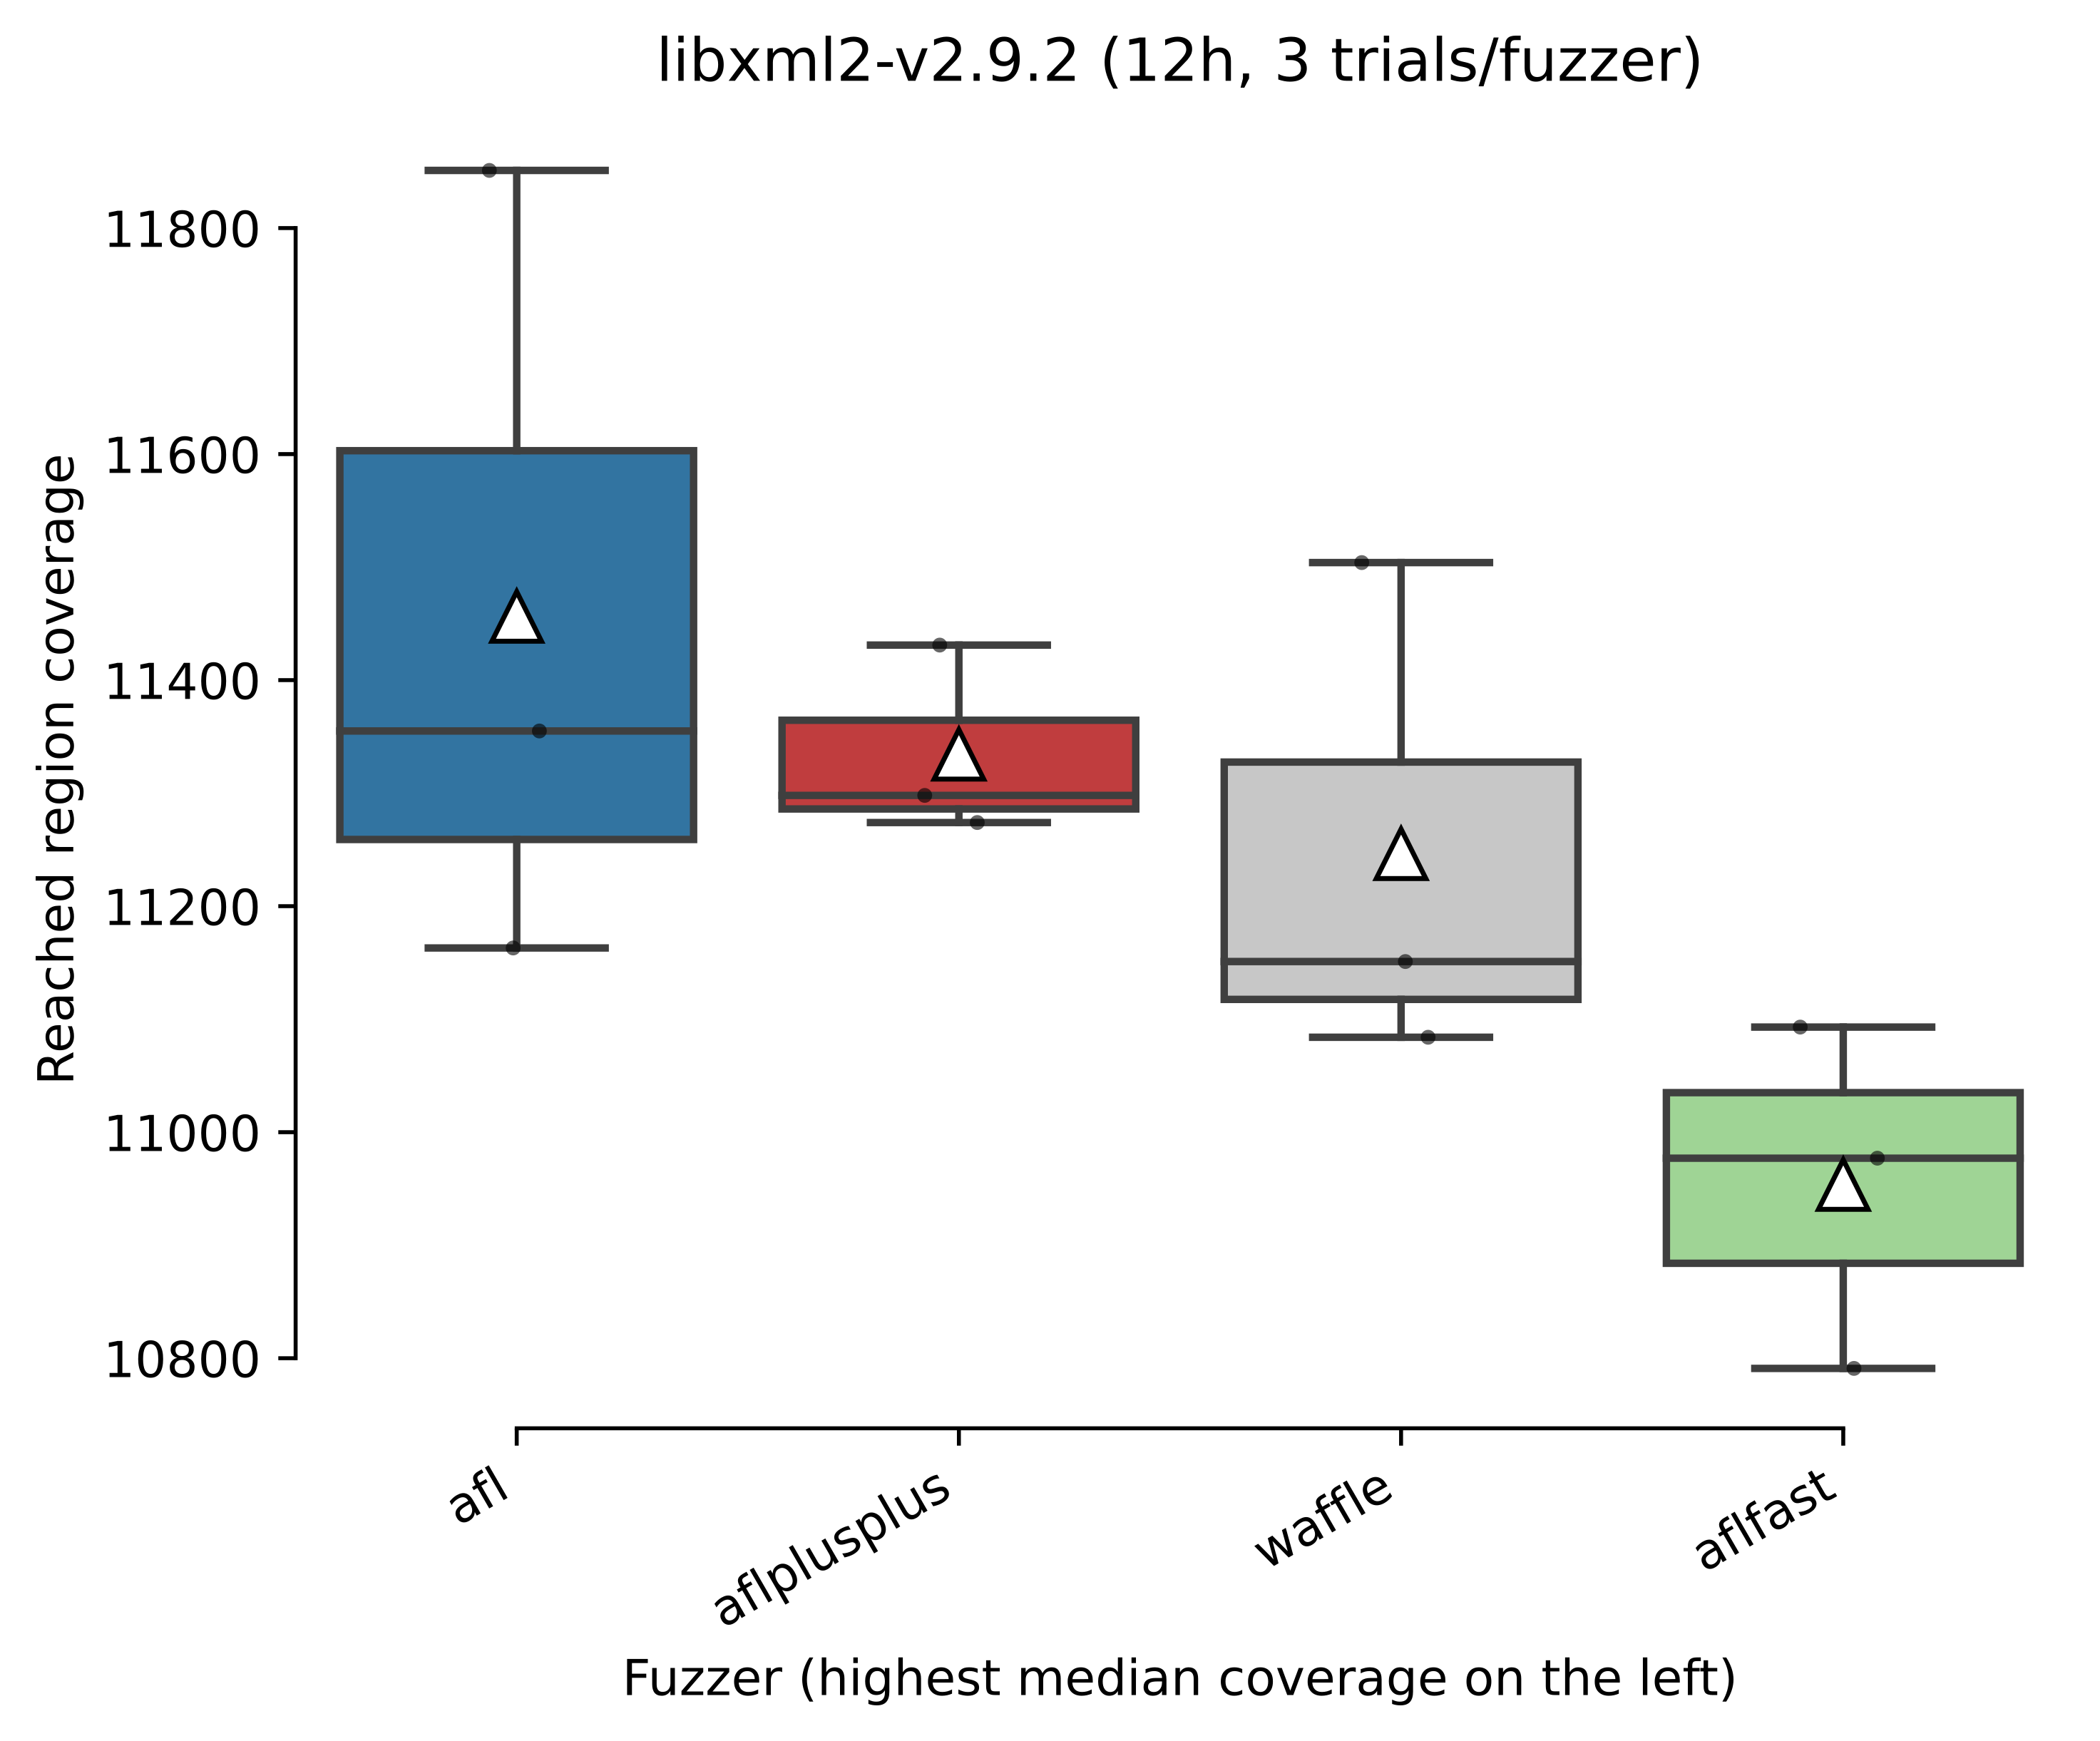 libxml2-v2.9.2 (12h, 3 trials/fuzzer)
Reached region coverage
11800
11600
11400
11200
11000
10800
afl
aflplusplus
waffle
aflfast
Fuzzer (highest median coverage on the left)